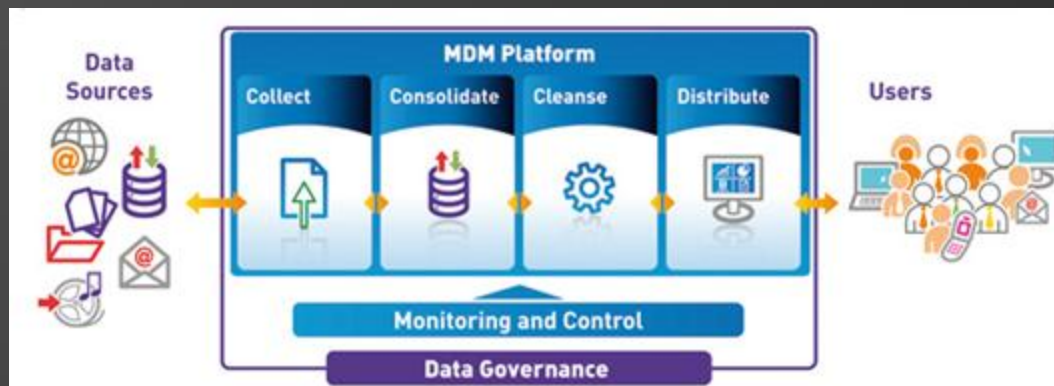 MDM Platform
Data
Sources
Collect
Consolidate
Cleanse
Distribute
Users
@
@
@
Monitoring and Control
Data Governance